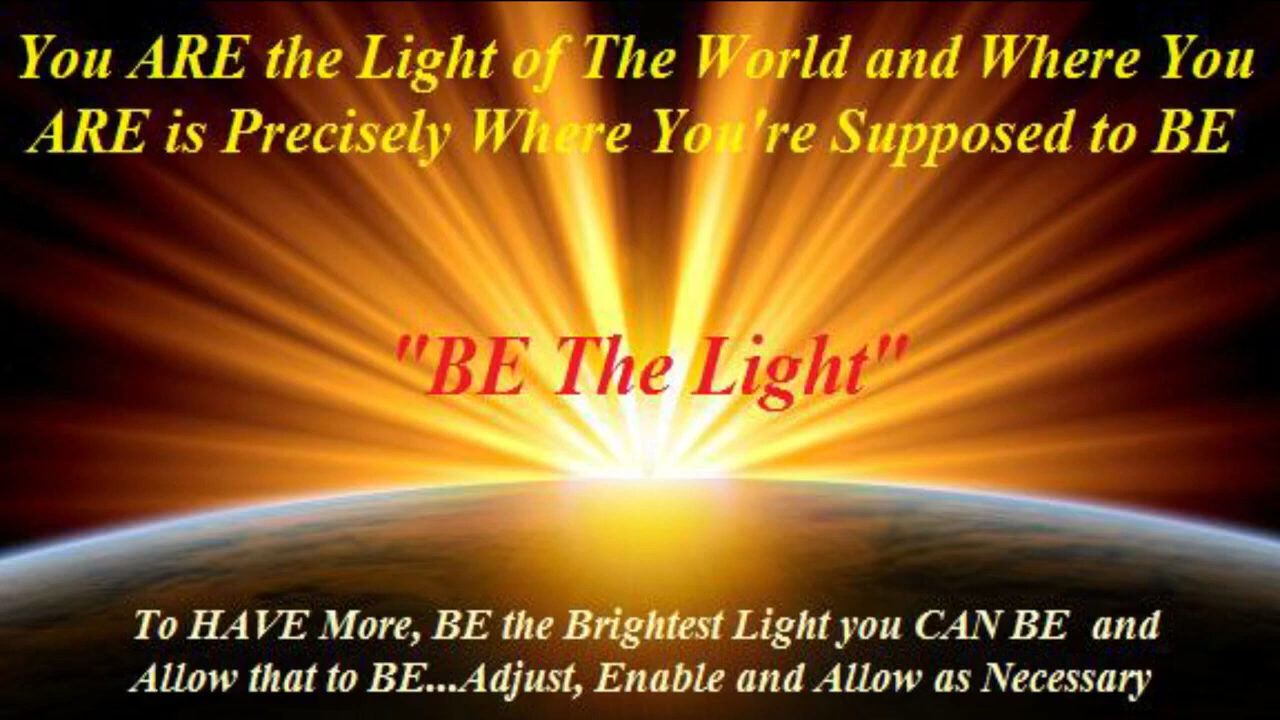 You ARE the Light of The World and Where You
ARE is Precisely Where You're Supposed to BE
"BE The Light"
To HAVE More, BE the Brightest Light you CAN BE  and
Allow that to BE...Adjust, Enable and Allow as Necessary